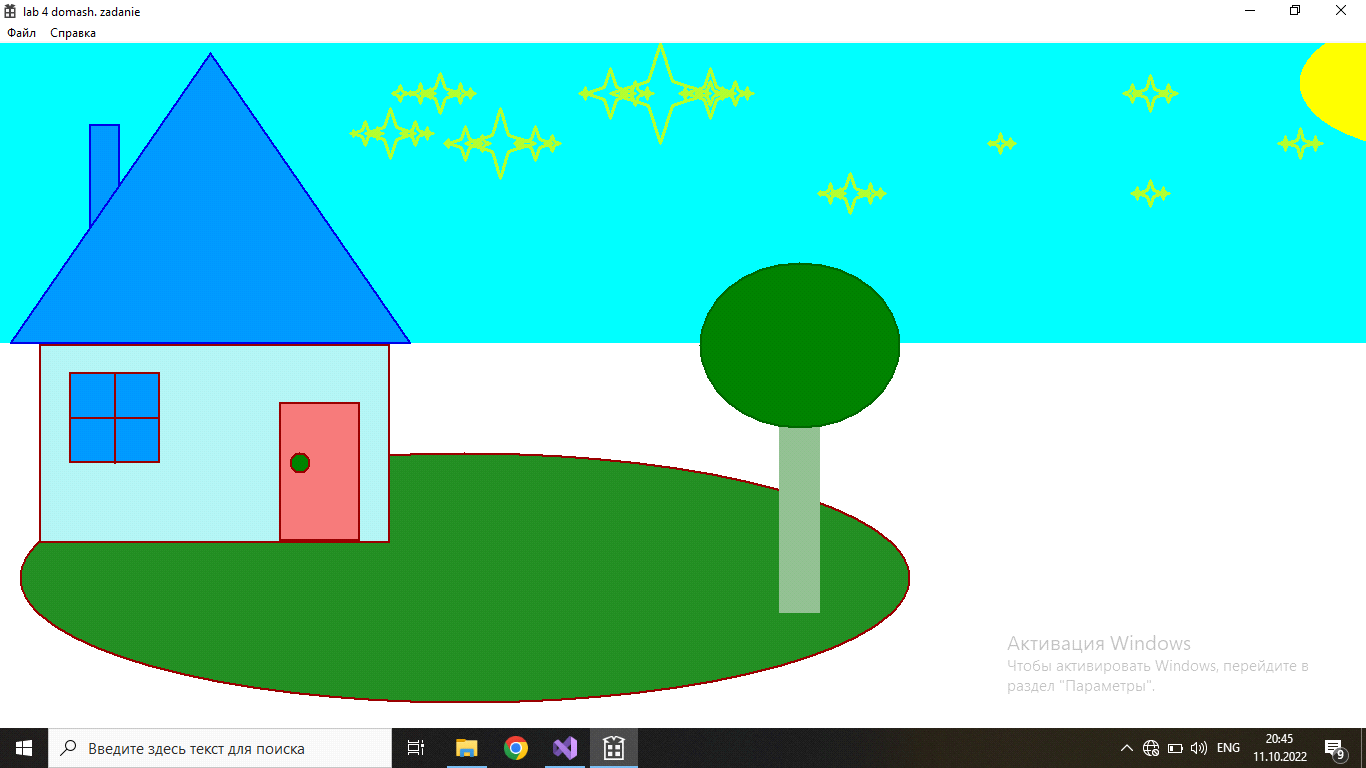 lab 4 domash. zadanie
Файл Справка
Активация Windows
Чтобы активировать Windows, перейдите в
раздел "Параметры".
Введите здесь текст для поиска
ENG
20:45
11.10.2022
9